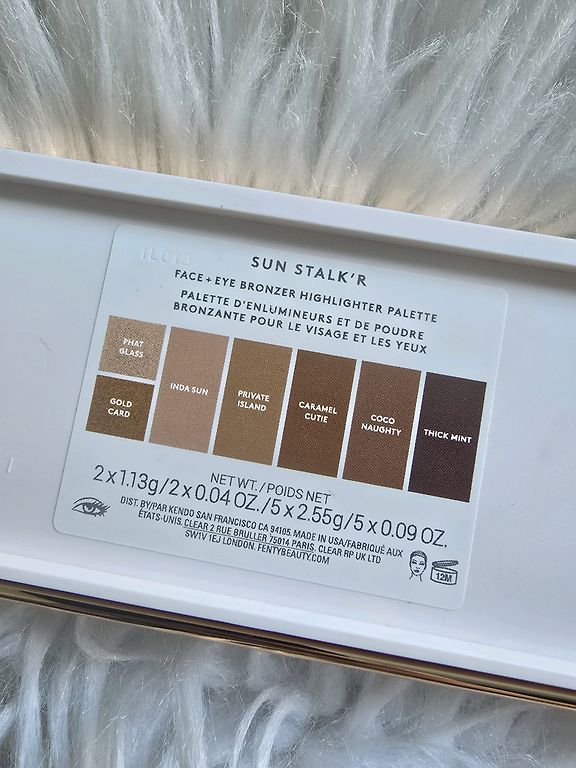 1L013
SUN STALK'R
FACE + EYE BRONZER HIGHLIGHTER PALETTE
PALETTE D'ENLUMINEURS ET DE POUDRE
BRONZANTE POUR LE VISAGE ET LES YEUX
PHAT
GLASS
GOLD
CARD
INDA SUN
PRIVATE
ISLAND
CARAMEL
CUTIE
COCO
NAUGHTY
THICK MINT
NET WT./POIDS NET
2 x 1.13g/2 x 0.04 OZ./5 x 2.55g/5 x 0.09 OZ.
DIST. BY/PAR KENDO SAN FRANCISCO CA 94105. MADE IN USA/FABRIQUÉ AUX
ÉTATS-UNIS. CLEAR 2 RUE BRULLER 75014 PARIS. CLEAR RP UK LTD
SW1V 1EJ LONDON. FENTYBEAUTY.COM
12M